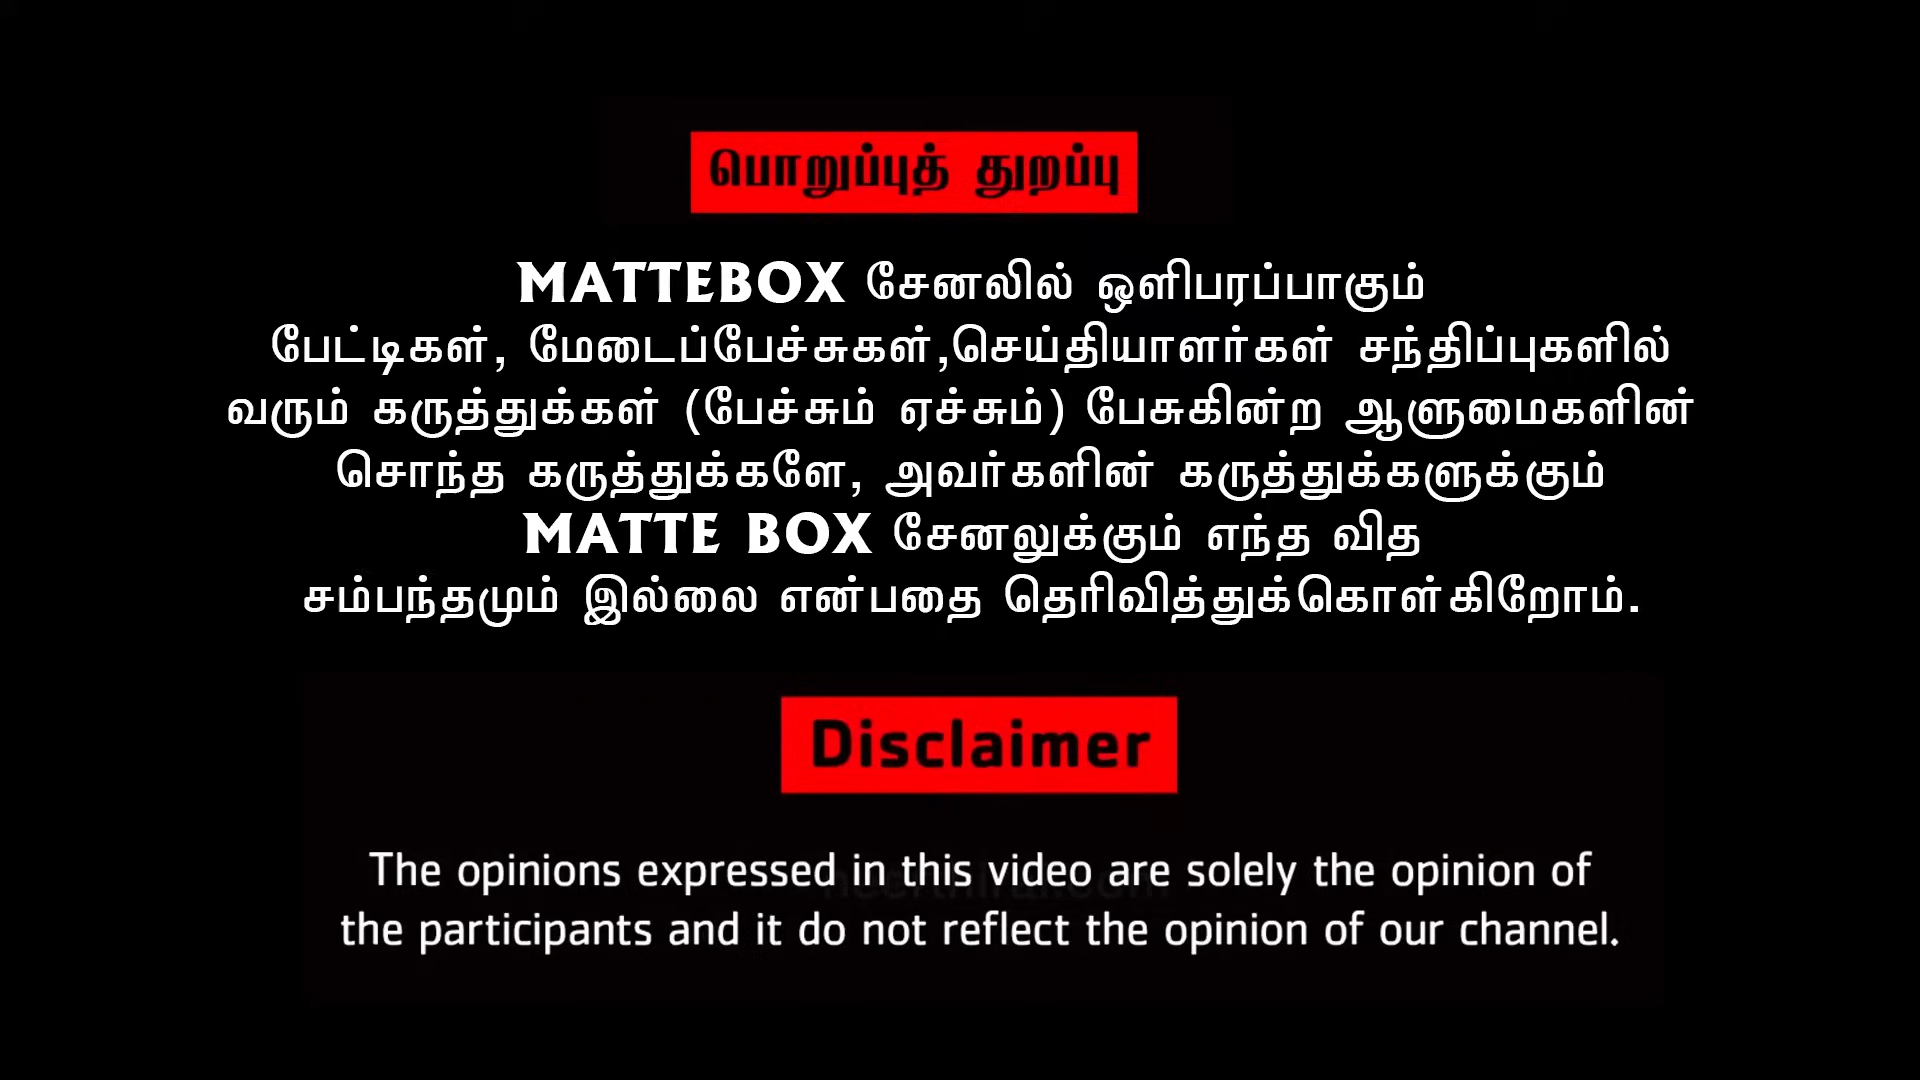 பொறுப்புத் துறப்பு
MATTEBOX சேனலில் ஒளிபரப்பாகும்
பேட்டிகள், மேடைப்பேச்சுகள்,செய்தியாளர்கள் சந்திப்புகளில்
வரும் கருத்துக்கள் (பேச்சும் ஏச்சும்) பேசுகின்ற ஆளுமைகளின்
சொந்த கருத்துக்களே, அவர்களின் கருத்துக்களுக்கும்
MATTE BOX சேனலுக்கும் எந்த வித
சம்பந்தமும் இல்லை என்பதை தெரிவித்துக்கொள்கிறோம்.
Disclaimer
The opinions expressed in this video are solely the opinion of
the participants and it do not reflect the opinion of our channel.